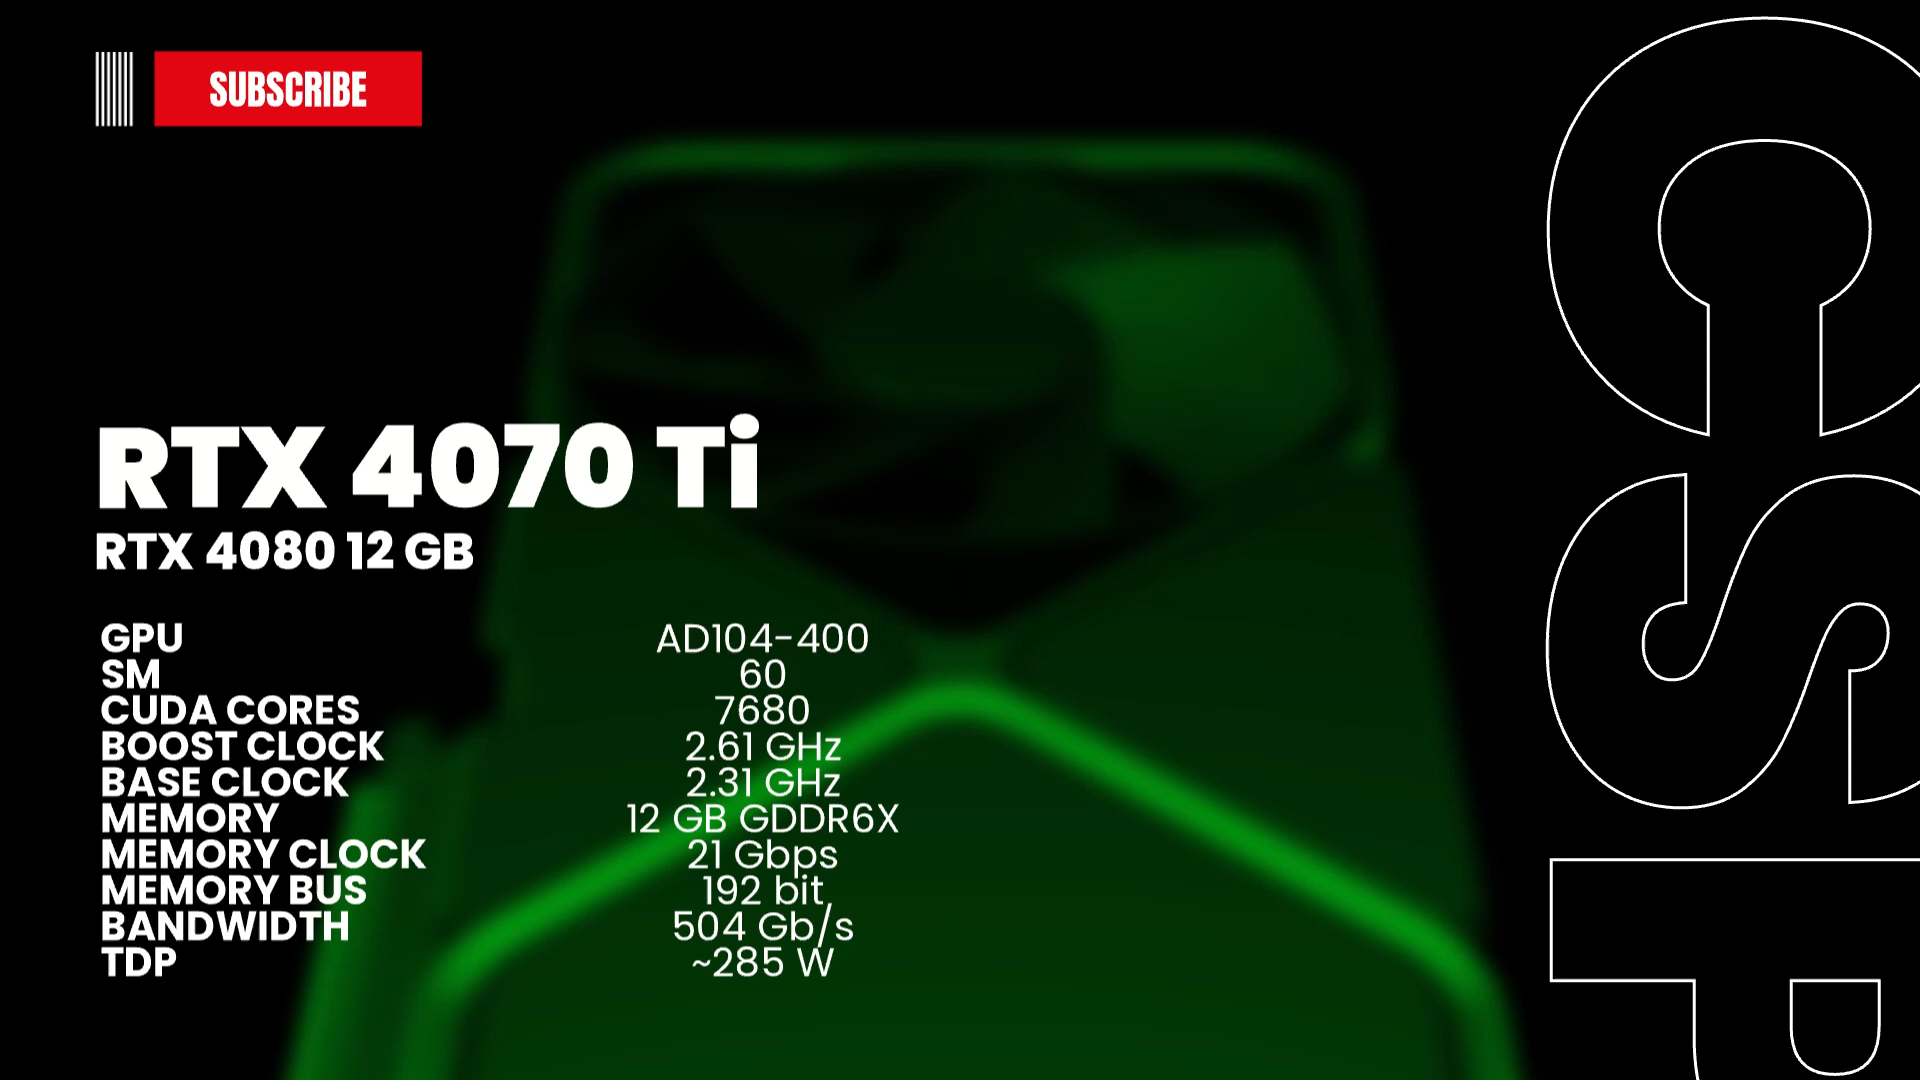 SUBSCRIBE
RTX 4070 Ti
RTX 4080 12 GB
GPU AD104-400
SM 60
CUDA CORES 7680
BOOST CLOCK 2.61 GHz
BASE CLOCK 2.31 GHz
MEMORY 12 GB GDDR6X
MEMORY CLOCK 21 Gbps
MEMORY BUS 192 bit
BANDWIDTH 504 Gb/s
TDP ~285 W
CSP